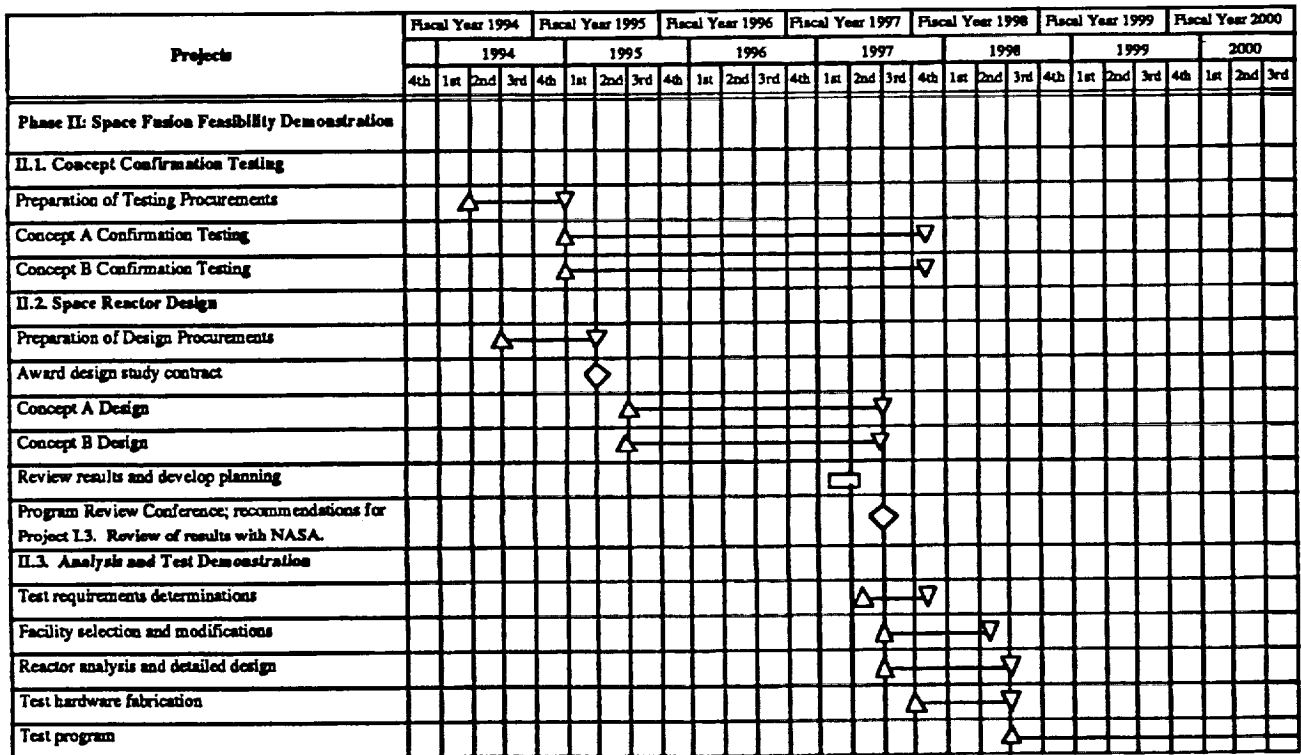 Fiscal Year 1994 Fiscal Year 1995 Fiscal Year 1996 Fiscal Year 1997 Fiscal Year 1998 Fiscal Year 1999 Fiscal Year 2000
Projects
1994 1995 1996 1997 1998 1999 2000
4th 1st 2nd 3rd 4th 1st 2nd 3rd 4th 1st 2nd 3rd 4th 1st 2nd 3rd 4th 1st 2nd 3rd 4th 1st 2nd 3rd 4th 1st 2nd 3rd
Phase II: Space Fusion Feasibility Demonstration
II.1. Concept Confirmation Testing
Preparation of Testing Procurements
Concept A Confirmation Testing
Concept B Confirmation Testing
II.2. Space Reactor Design
Preparation of Design Procurements
Award design study contract
Concept A Design
Concept B Design
Review results and develop planning
Program Review Conference; recommendations for
Project I.3. Review of results with NASA.
II.3. Analysis and Test Demonstration
Test requirements determinations
Facility selection and modifications
Reactor analysis and detailed design
Test hardware fabrication
Test program